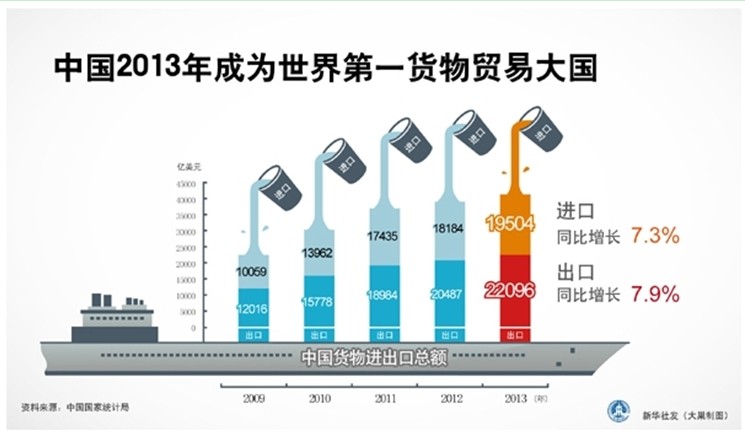 中国2013年成为世界第一货物贸易大国
亿美元
45000
40000
35000
30000
25000
20000
15000
10000
5000
0
进口
进口
进口
进口
进口
10059
13962
17435
18184
19504
12016
15778
18984
20487
22096
出口
出口
出口
出口
出口
进口
同比增长 7.3%
出口
同比增长 7.9%
中国货物进出口总额
2009 2010 2011 2012 2013 (年)
资料来源：中国国家统计局
新华社发（大巢制图）